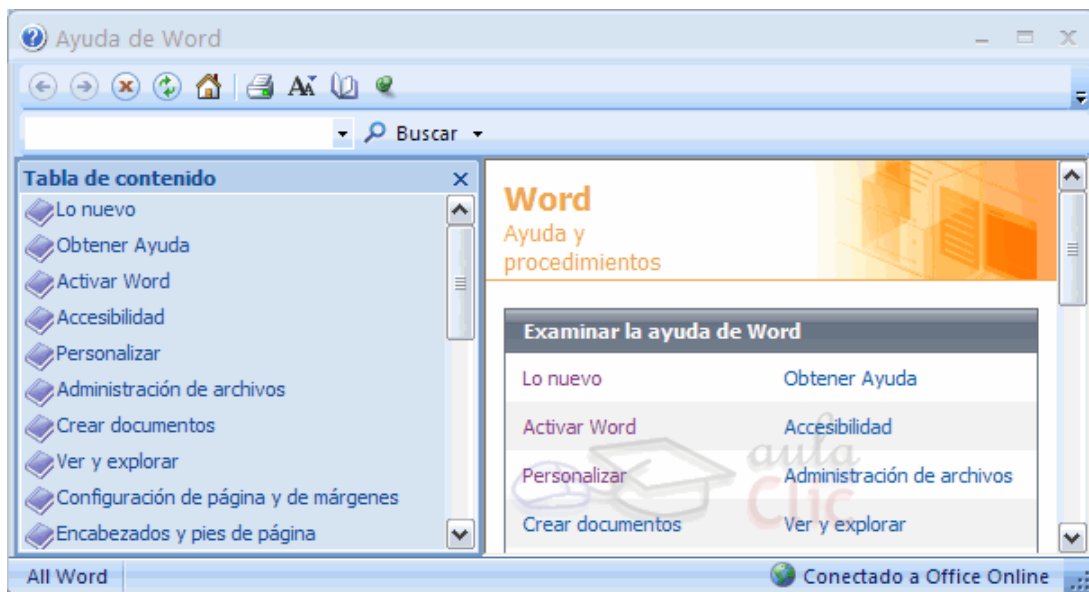 Ayuda de Word
Buscar
Tabla de contenido
Lo nuevo
Obtener Ayuda
Activar Word
Accesibilidad
Personalizar
Administración de archivos
Crear documentos
Ver y explorar
Configuración de página y de márgenes
Encabezados y pies de página
Word
Ayuda y
procedimientos
Examinar la ayuda de Word
Lo nuevo Obtener Ayuda
Activar Word Accesibilidad
Personalizar Administración de archivos
Crear documentos Ver y explorar
aula
Clic
All Word
Conectado a Office Online